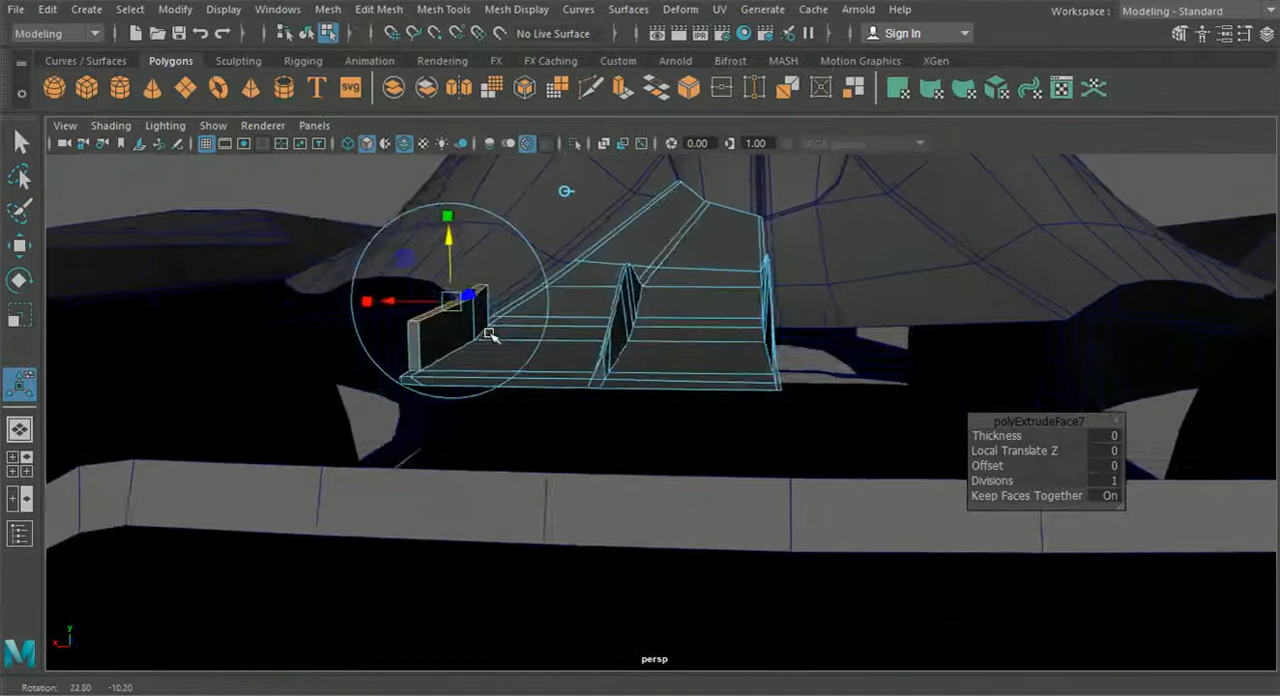 File Edit Create Select Modify Display Windows Mesh Edit Mesh Mesh Tools Mesh Display Curves Surfaces Deform UV Generate Cache Arnold Help Workspace : Modeling - Standard
Modeling No Live Surface Sign In
Curves / Surfaces Polygons Sculpting Rigging Animation Rendering FX FX Caching Custom Arnold Bifrost MASH Motion Graphics XGen
T SVG
View Shading Lighting Show Renderer Panels
0.00 1.00
polyExtrudeFace7
Thickness 0
Local Translate Z 0
Offset 0
Divisions 1
Keep Faces Together On
y
x
persp
M
Rotation: 22.80 -10.20